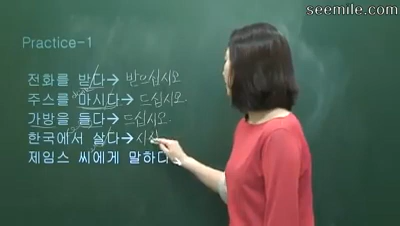 seemile.com
Practice-1
전화를 받다→ 받으십시오
주스를 마시다→ 드십시오.
가방을 들다→ 드십시오.
한국에서 살다→ 사십
제임스 씨에게 말하다